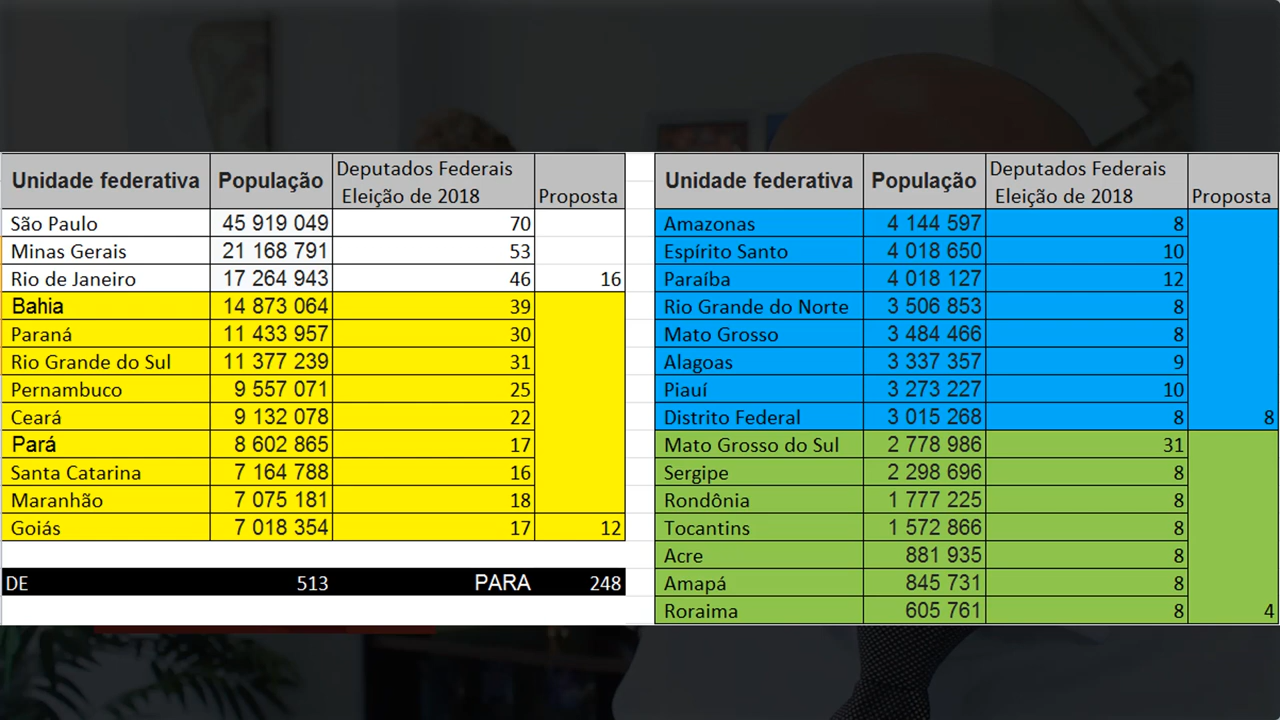 Unidade federativa População Deputados Federais Eleição de 2018 Proposta
São Paulo 45 919 049 70
Minas Gerais 21 168 791 53
Rio de Janeiro 17 264 943 46 16
Bahia 14 873 064 39
Paraná 11 433 957 30
Rio Grande do Sul 11 377 239 31
Pernambuco 9 557 071 25
Ceará 9 132 078 22
Pará 8 602 865 17
Santa Catarina 7 164 788 16
Maranhão 7 075 181 18
Goiás 7 018 354 17 12
DE 513 PARA 248
Unidade federativa População Deputados Federais Eleição de 2018 Proposta
Amazonas 4 144 597 8
Espírito Santo 4 018 650 10
Paraíba 4 018 127 12
Rio Grande do Norte 3 506 853 8
Mato Grosso 3 484 466 8
Alagoas 3 337 357 9
Piauí 3 273 227 10
Distrito Federal 3 015 268 8 8
Mato Grosso do Sul 2 778 986 31
Sergipe 2 298 696 8
Rondônia 1 777 225 8
Tocantins 1 572 866 8
Acre 881 935 8
Amapá 845 731 8
Roraima 605 761 8 4